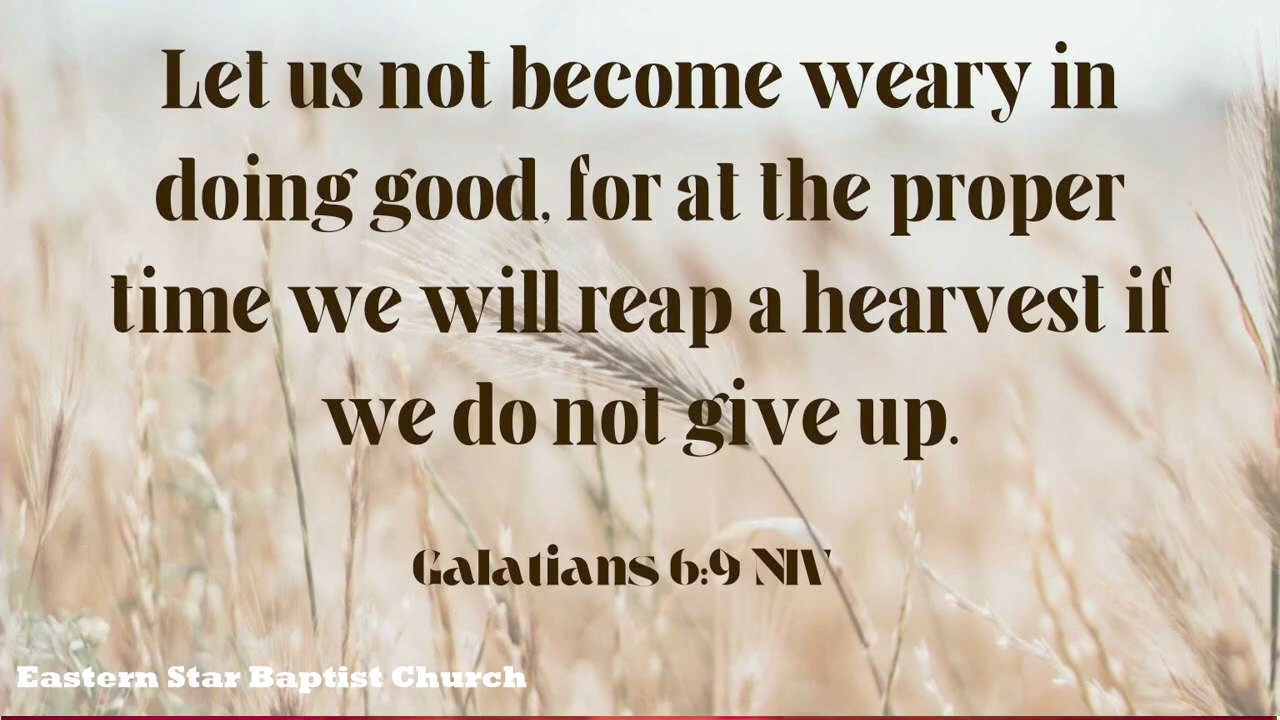 Let us not become weary in
doing good, for at the proper
time we will reap a hearvest if
we do not give up.
Galatians 6:9 NIV
Eastern Star Baptist Church